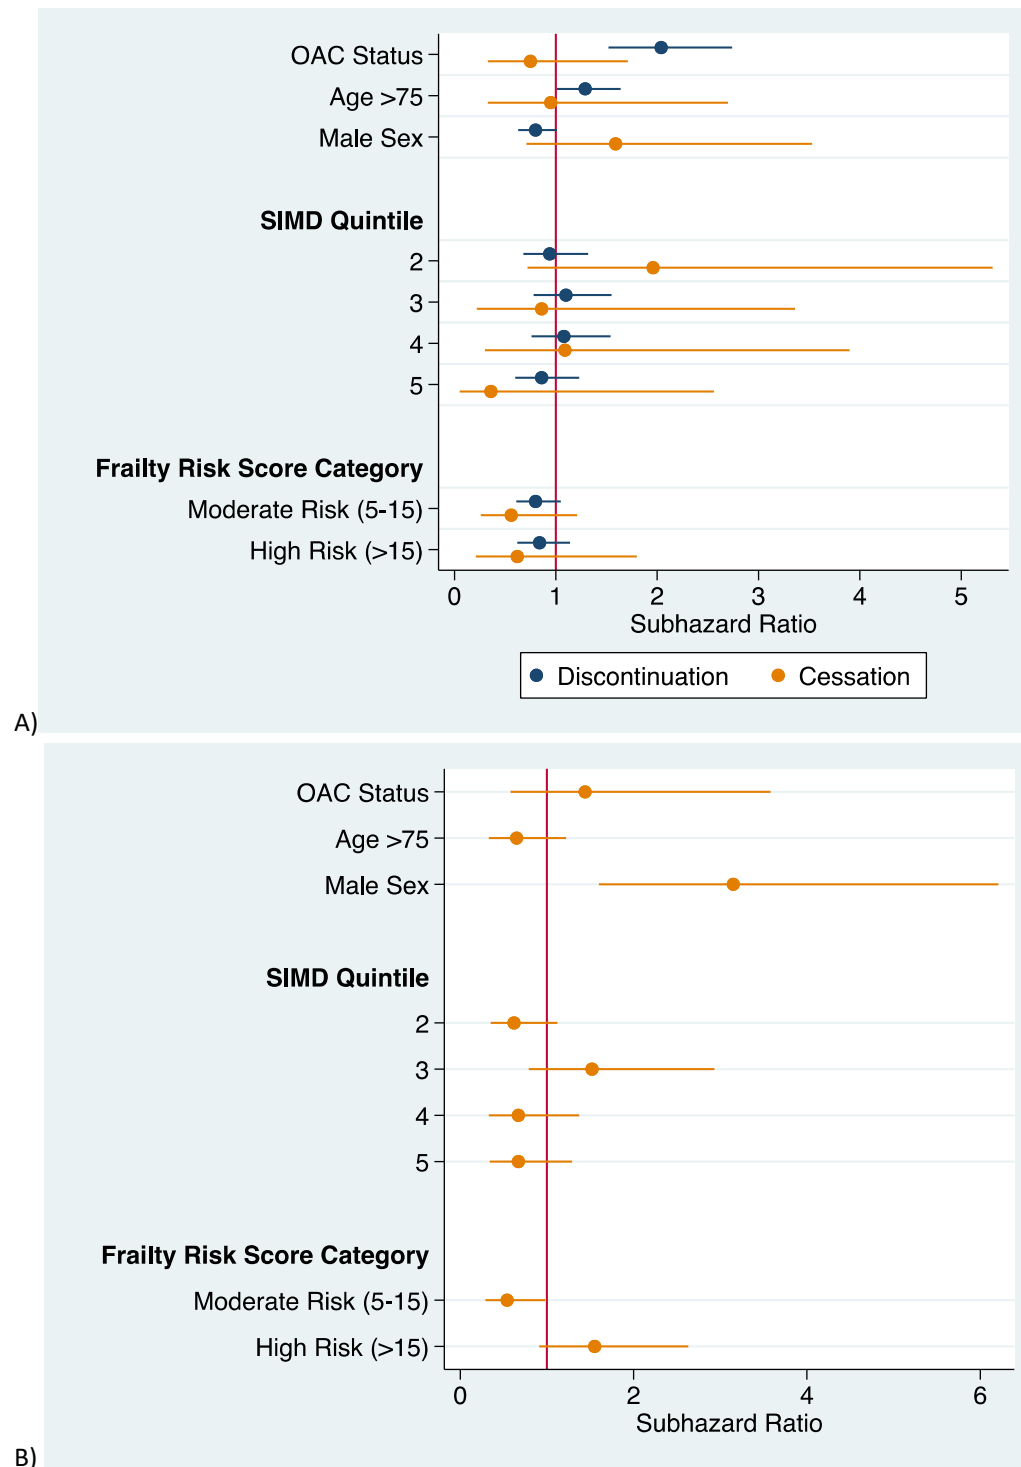 OAC Status
Age >75
Male Sex
SIMD Quintile
2
3
4
5
Frailty Risk Score Category
Moderate Risk (5-15)
High Risk (>15)
0 1 2 3 4 5
Subhazard Ratio
Discontinuation Cessation
A)
OAC Status
Age >75
Male Sex
SIMD Quintile
2
3
4
5
Frailty Risk Score Category
Moderate Risk (5-15)
High Risk (>15)
0 2 4 6
Subhazard Ratio
B)